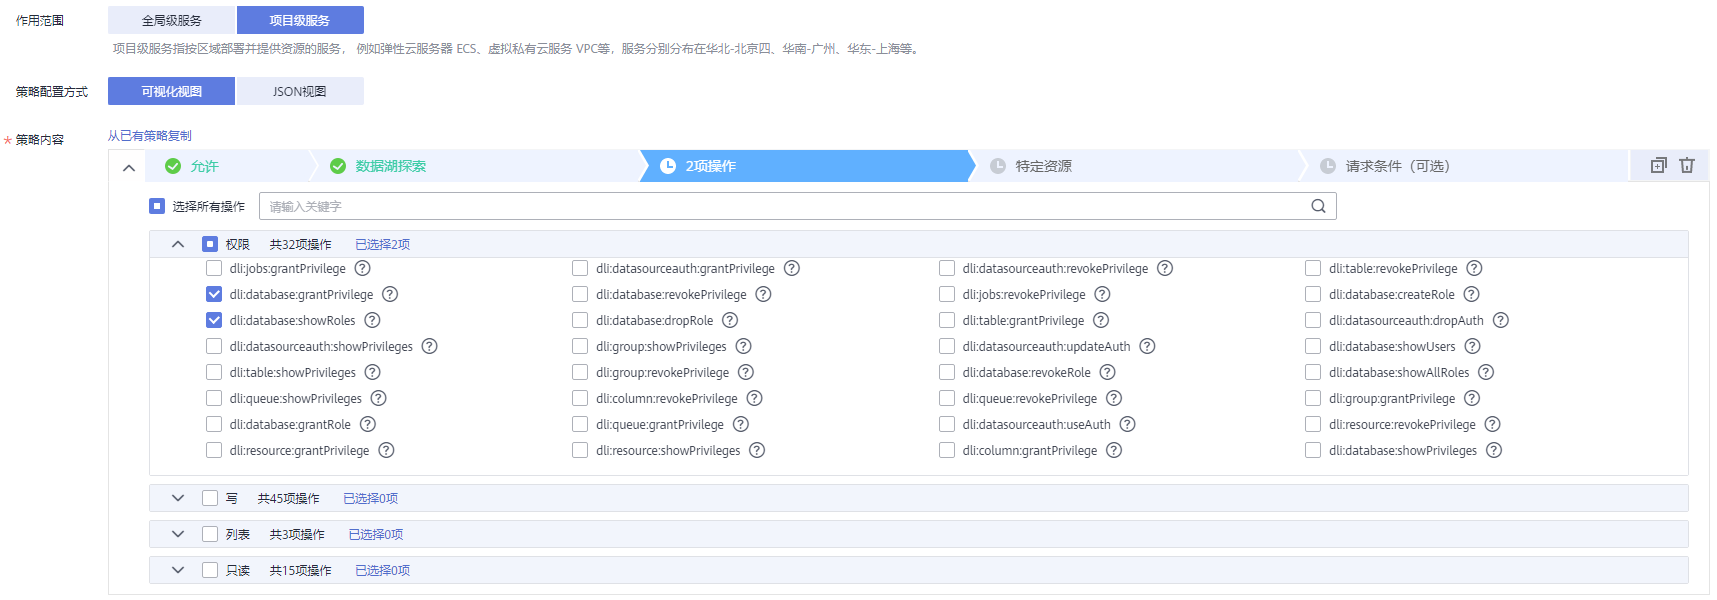 作用范围 全局级服务 项目级服务
项目级服务指按区域部署并提供资源的服务， 例如弹性云服务器 ECS、虚拟私有云服务 VPC等，服务分别分布在华北-北京四、华南-广州、华东-上海等。
策略配置方式 可视化视图 JSON视图
* 策略内容 从已有策略复制
允许 数据湖探索 2项操作 特定资源 请求条件（可选）
选择所有操作 请输入关键字
权限 共32项操作 已选择2项
dli:jobs:grantPrivilege ? dli:datasourceauth:grantPrivilege ? dli:datasourceauth:revokePrivilege ? dli:table:revokePrivilege ?
dli:database:grantPrivilege ? dli:database:revokePrivilege ? dli:jobs:revokePrivilege ? dli:database:createRole ?
dli:database:showRoles ? dli:database:dropRole ? dli:table:grantPrivilege ? dli:datasourceauth:dropAuth ?
dli:datasourceauth:showPrivileges ? dli:group:showPrivileges ? dli:datasourceauth:updateAuth ? dli:database:showUsers ?
dli:table:showPrivileges ? dli:group:revokePrivilege ? dli:database:revokeRole ? dli:database:showAllRoles ?
dli:queue:showPrivileges ? dli:column:revokePrivilege ? dli:queue:revokePrivilege ? dli:group:grantPrivilege ?
dli:database:grantRole ? dli:queue:grantPrivilege ? dli:datasourceauth:useAuth ? dli:resource:revokePrivilege ?
dli:resource:grantPrivilege ? dli:resource:showPrivileges ? dli:column:grantPrivilege ? dli:database:showPrivileges ?
写 共45项操作 已选择0项
列表 共3项操作 已选择0项
只读 共15项操作 已选择0项